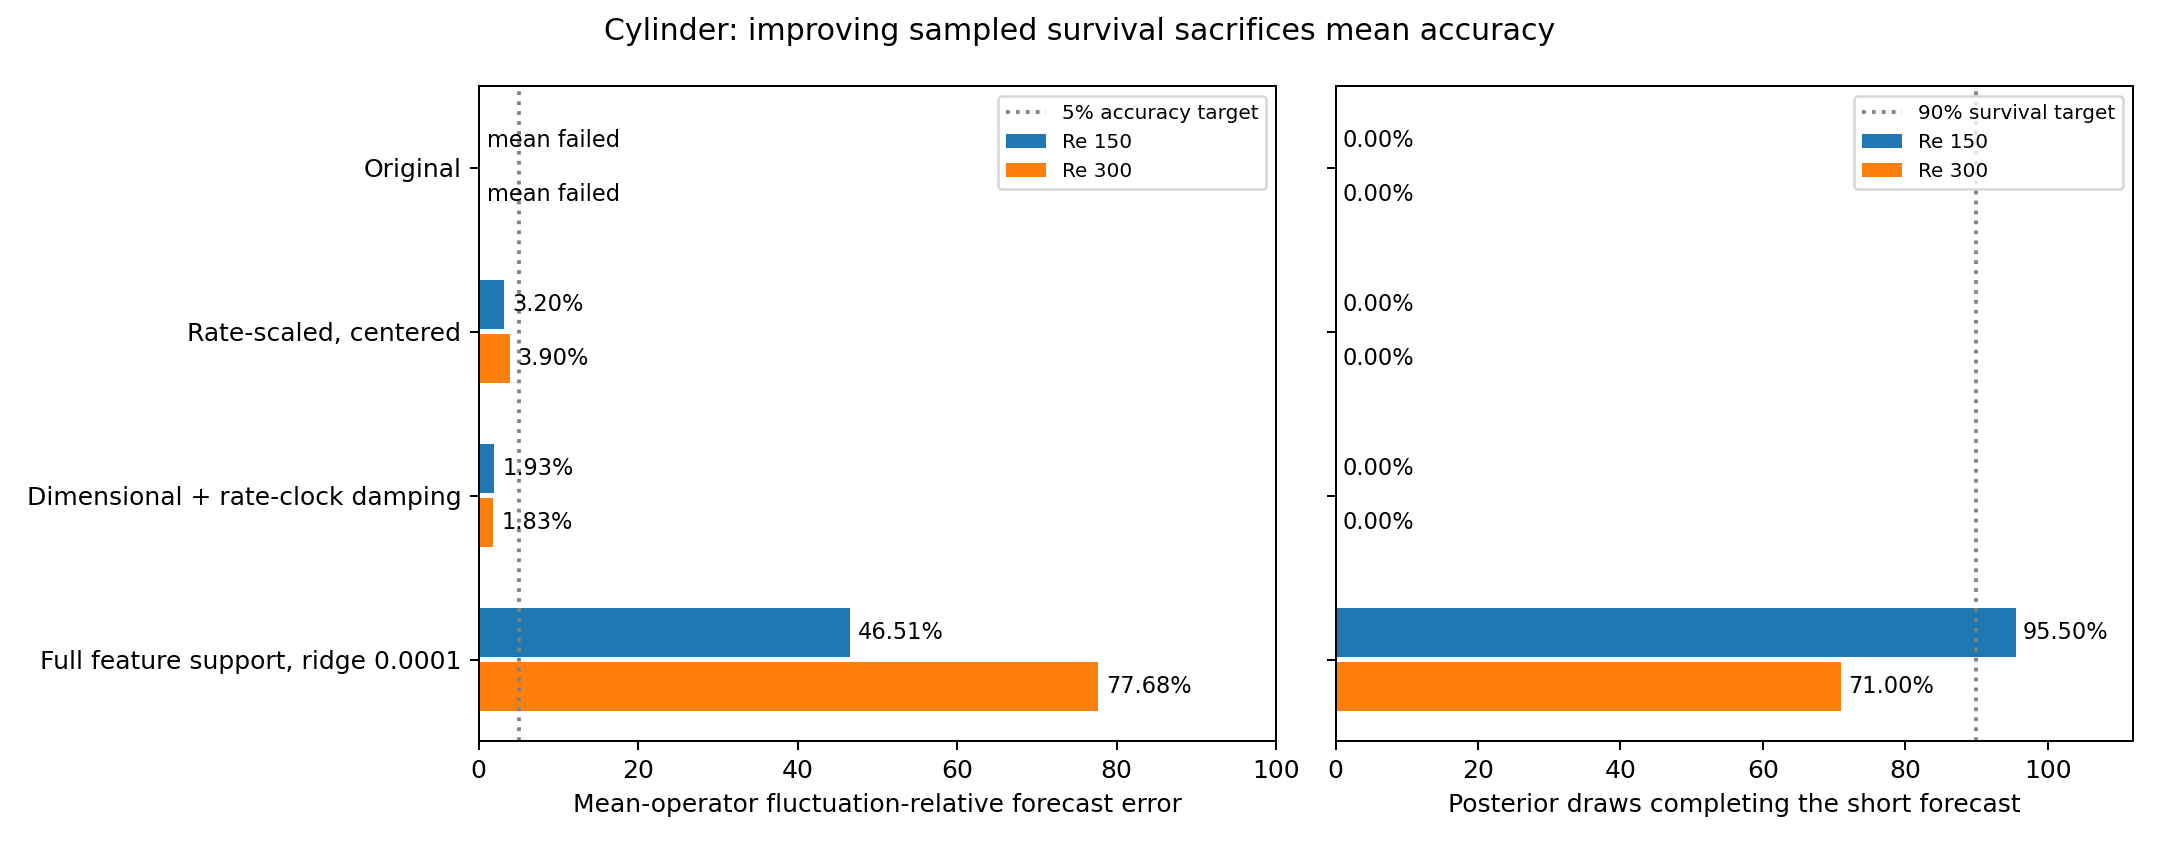 Cylinder: improving sampled survival sacrifices mean accuracy
5% accuracy target
Re 150
Re 300
90% survival target
Re 150
Re 300
Original
mean failed
mean failed
0.00%
0.00%
Rate-scaled, centered
3.20%
3.90%
0.00%
0.00%
Dimensional + rate-clock damping
1.93%
1.83%
0.00%
0.00%
Full feature support, ridge 0.0001
46.51%
77.68%
95.50%
71.00%
0 20 40 60 80 100
0 20 40 60 80 100
Mean-operator fluctuation-relative forecast error
Posterior draws completing the short forecast